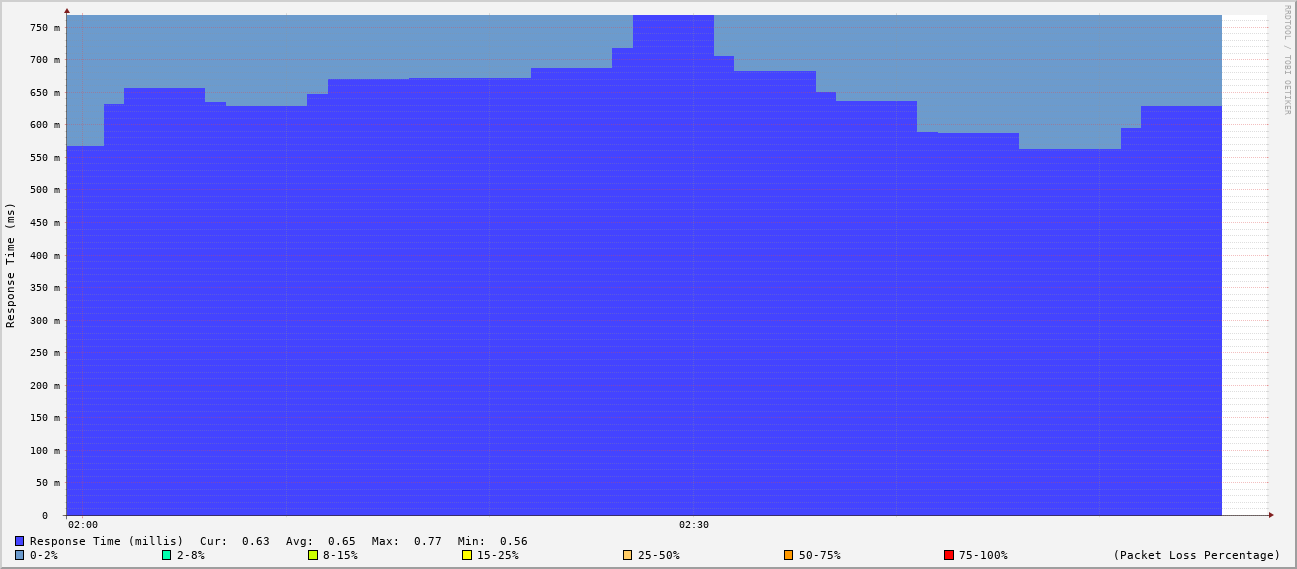 RRDTOOL / TOBI OETIKER
Response Time (ms)
750 m
700 m
650 m
600 m
550 m
500 m
450 m
400 m
350 m
300 m
250 m
200 m
150 m
100 m
50 m
0
02:00 02:30
Response Time (millis) Cur: 0.63 Avg: 0.65 Max: 0.77 Min: 0.56
0-2% 2-8% 8-15% 15-25% 25-50% 50-75% 75-100% (Packet Loss Percentage)